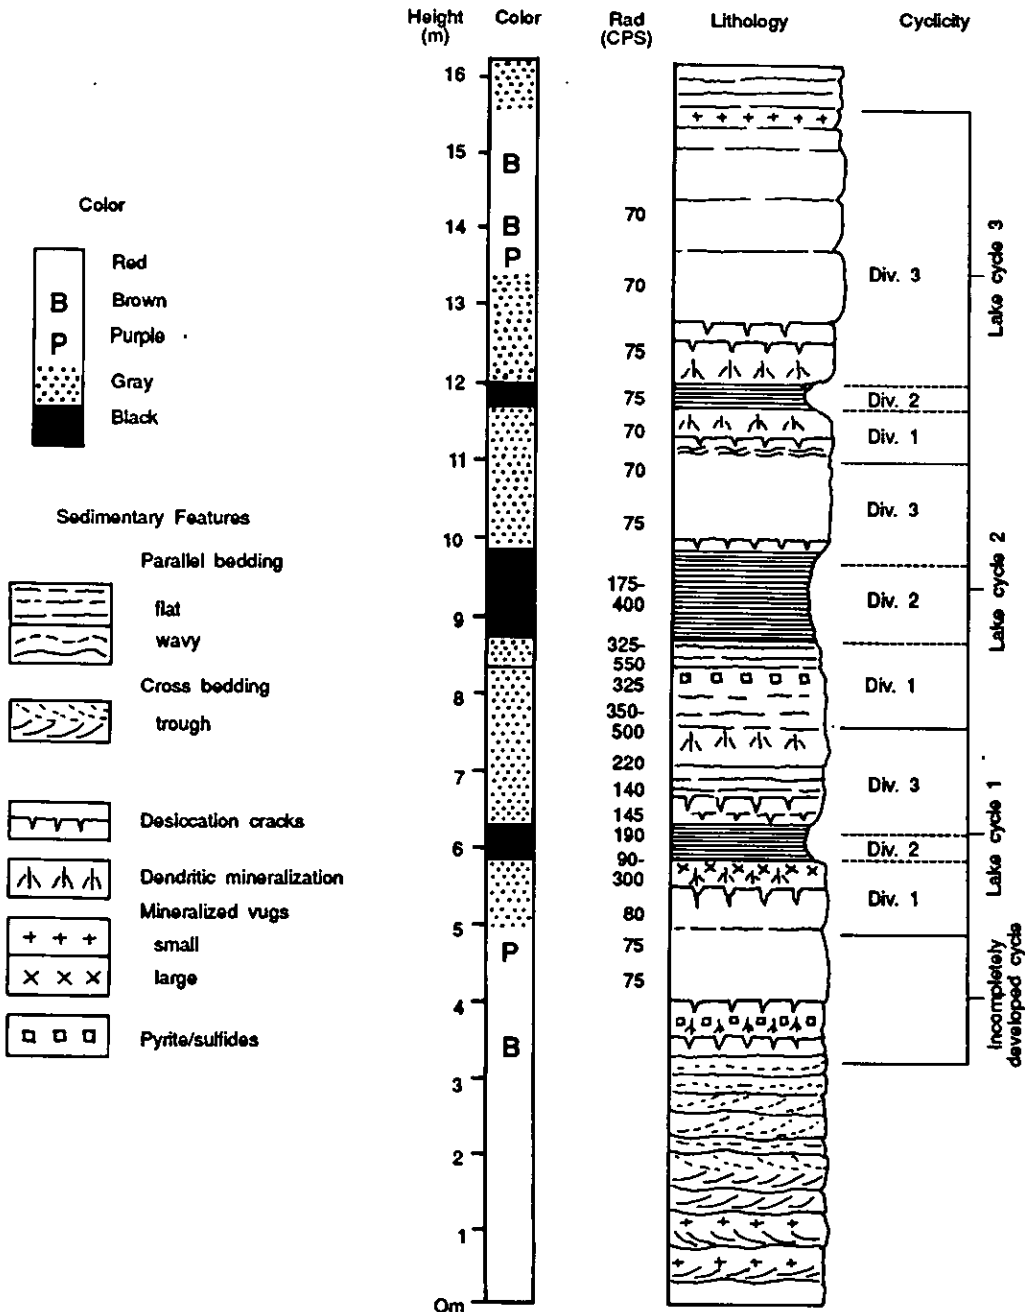 Height
(m)
Color
Rad
(CPS)
Lithology
Cyclicity
Color
Red
B Brown
P Purple
Gray
Black
Sedimentary Features
Parallel bedding
flat
wavy
Cross bedding
trough
Desiccation cracks
Dendritic mineralization
Mineralized vugs
small
large
Pyrite/sulfides
16
15
14
13
12
11
10
9
8
7
6
5
4
3
2
1
0m
B
B
P
P
B
70
70
75
75
70
70
75
175-
400
325-
550
325
350-
500
220
140
145
190
90-
300
80
75
75
Div. 3
Div. 2
Div. 1
Div. 3
Div. 2
Div. 1
Div. 3
Div. 2
Div. 1
Lake cycle 3
Lake cycle 2
Lake cycle 1
Incompletely
developed cycle